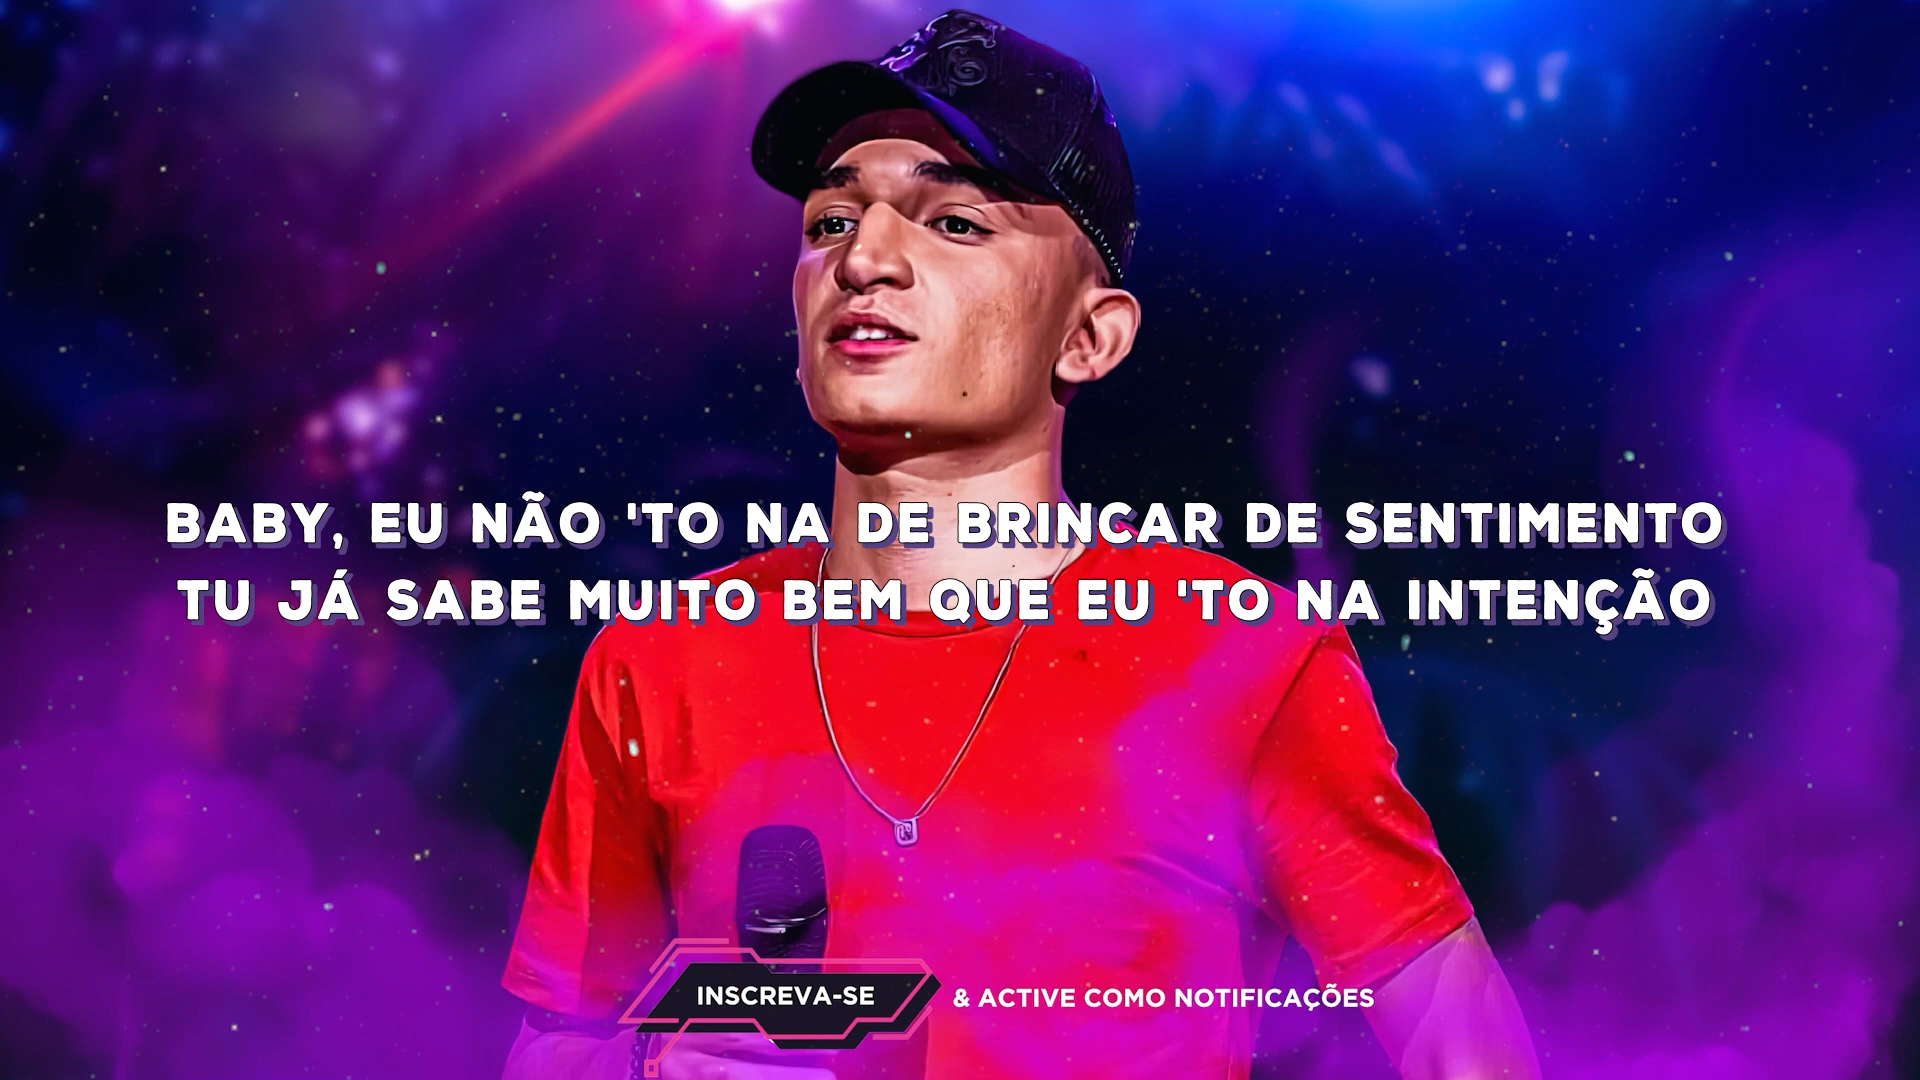 BABY, EU NÃO 'TO NA DE BRINCAR DE SENTIMENTO
TU JÁ SABE MUITO BEM QUE EU 'TO NA INTENÇÃO
INSCREVA-SE & ACTIVE COMO NOTIFICAÇÕES